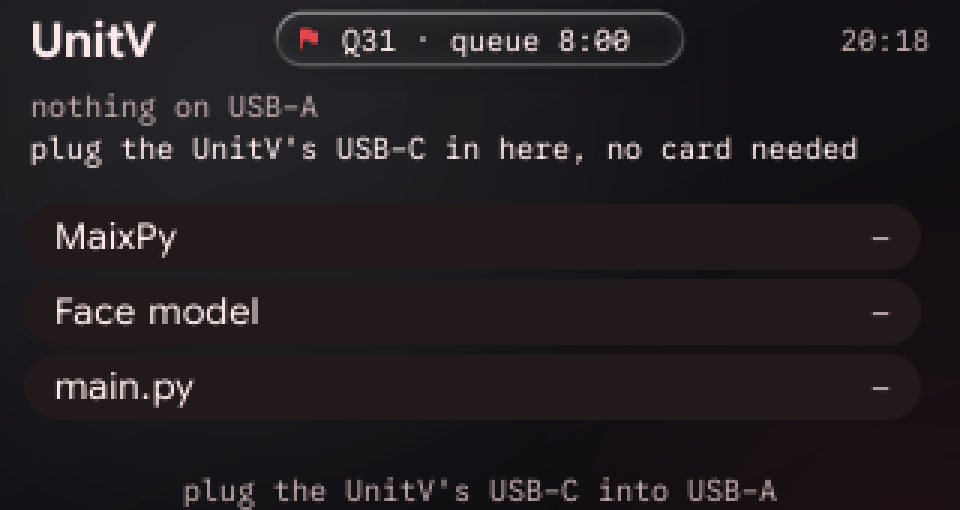 UnitV
Q31 · queue 8:00
20:18
nothing on USB-A
plug the UnitV's USB-C in here, no card needed
MaixPy –
Face model –
main.py –
plug the UnitV's USB-C into USB-A